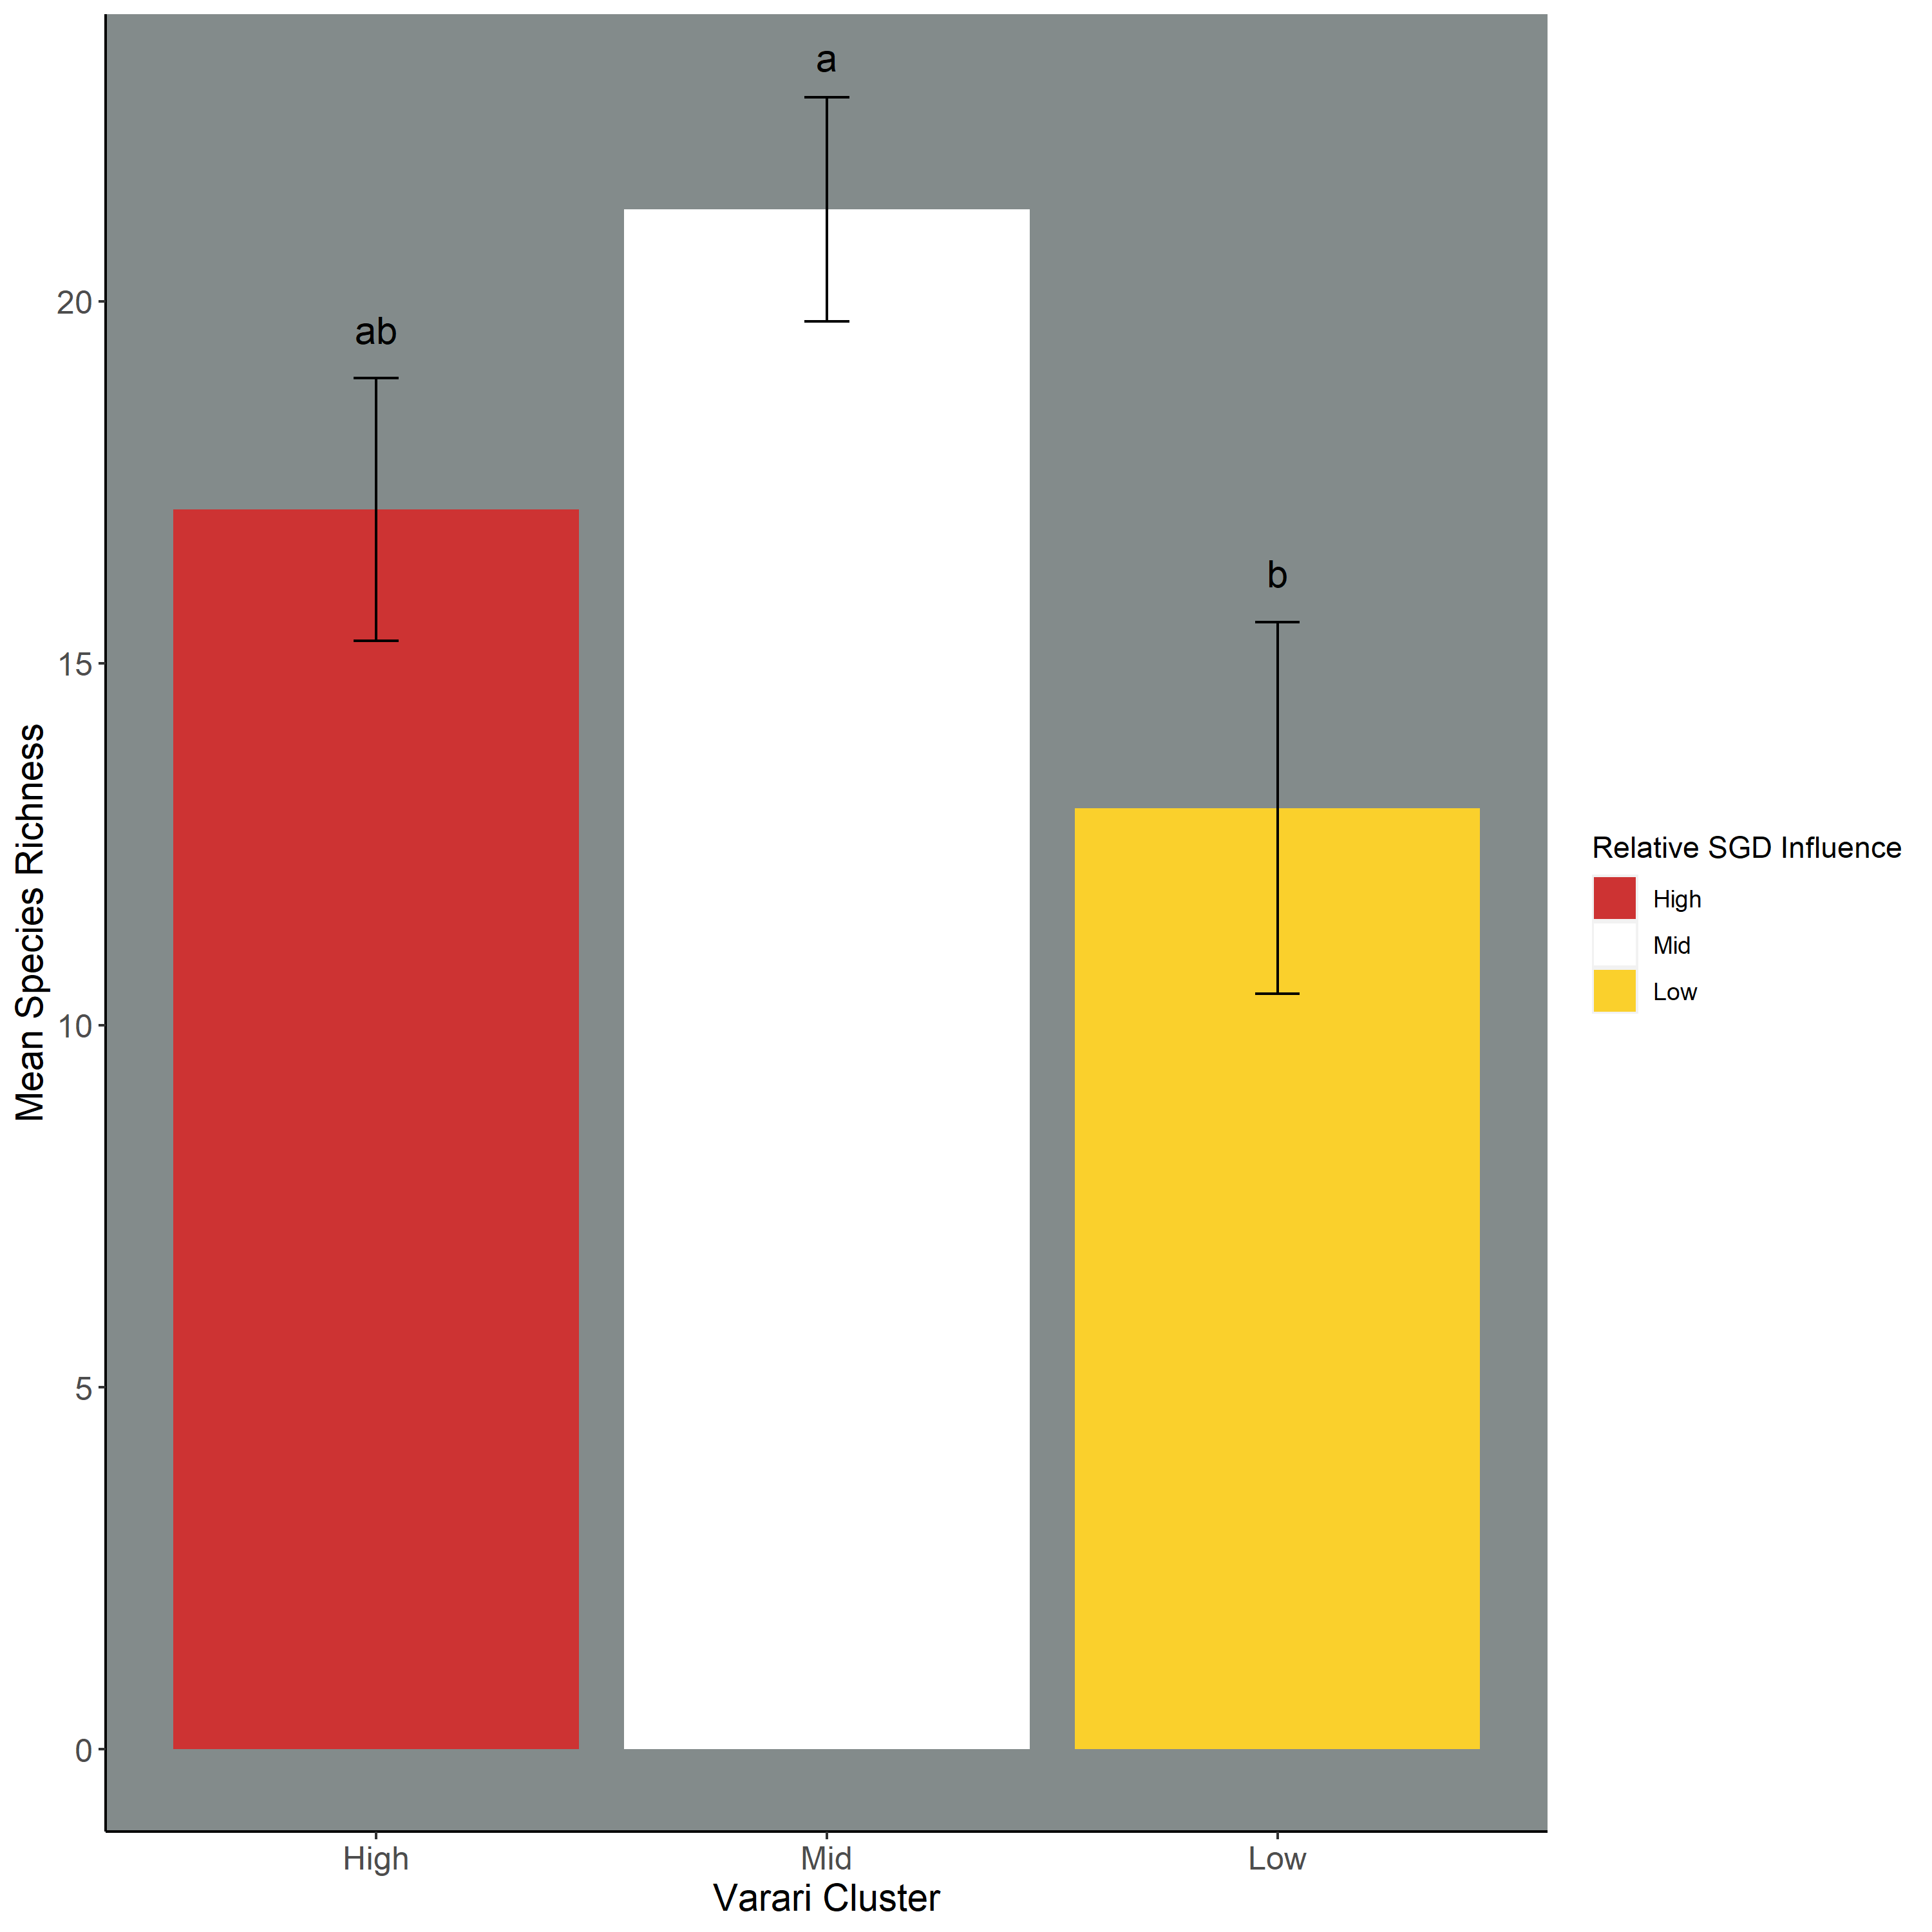 a
ab
b
20
15
10
5
0
Mean Species Richness
High
Mid
Low
Varari Cluster
Relative SGD Influence
High
Mid
Low